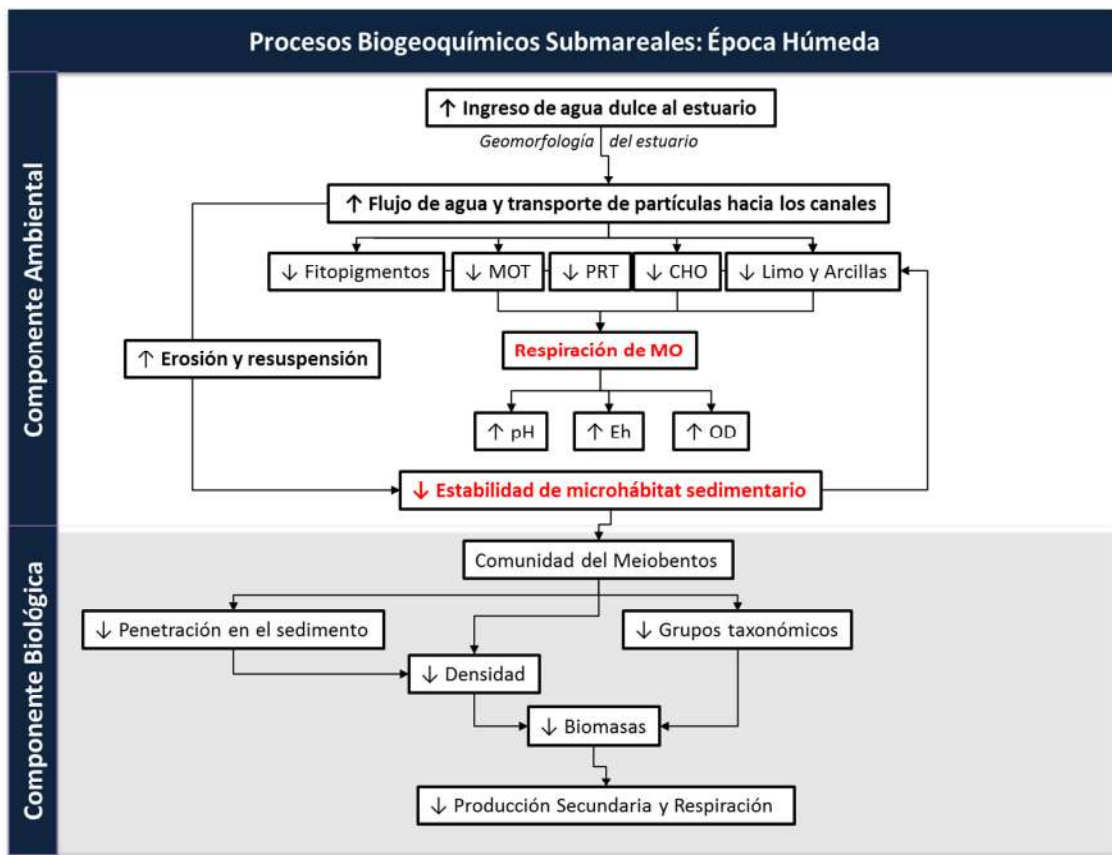 Procesos Biogeoquímicos Submareales: Época Húmeda
Componente Ambiental
↑ Ingreso de agua dulce al estuario
Geomorfología del estuario
↑ Flujo de agua y transporte de partículas hacia los canales
↓ Fitopigmentos
↓ MOT
↓ PRT
↓ CHO
↓ Limo y Arcillas
Respiración de MO
↑ Erosión y resuspensión
↑ pH
↑ Eh
↑ OD
↓ Estabilidad de microhábitat sedimentario
Componente Biológica
Comunidad del Meiobentos
↓ Penetración en el sedimento
↓ Grupos taxonómicos
↓ Densidad
↓ Biomasas
↓ Producción Secundaria y Respiración